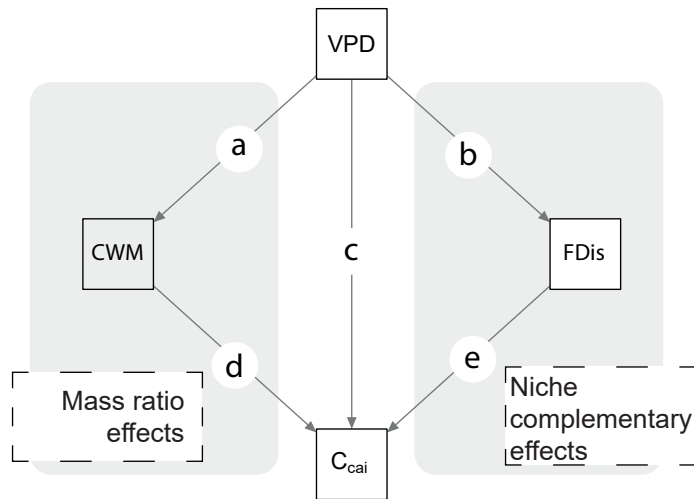 VPD
a
b
CWM
c
FDis
d
e
Mass ratio
effects
Niche
complementary
effects
Ccai